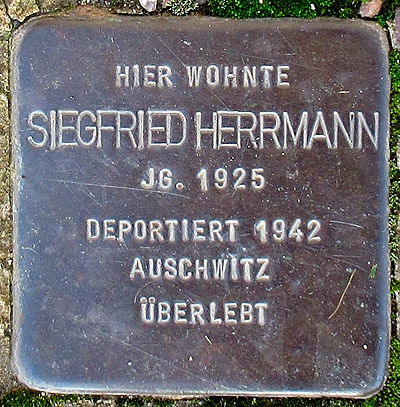 HIER WOHNTE
SIEGFRIED HERRMANN
JG. 1925
DEPORTIERT 1942
AUSCHWITZ
ÜBERLEBT